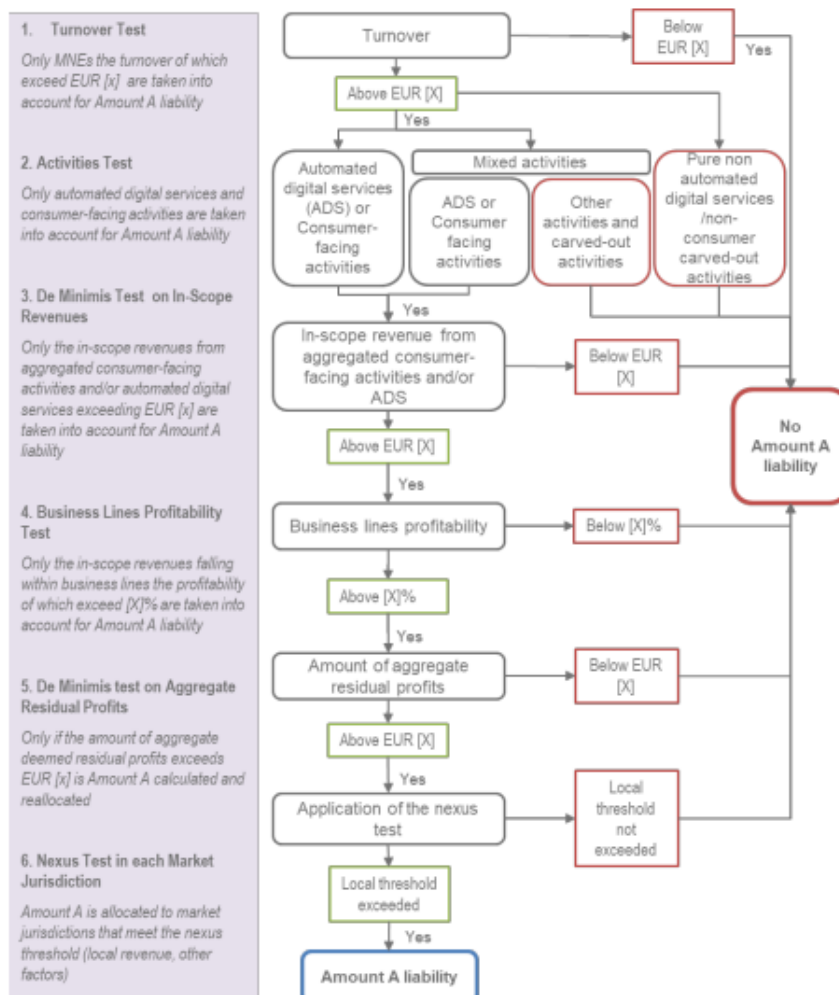 1. Turnover Test
Only MNEs the turnover of which
exceed EUR [x] are taken into
account for Amount A liability
2. Activities Test
Only automated digital services and
consumer-facing activities are taken
into account for Amount A liability
3. De Minimis Test on In-Scope
Revenues
Only the in-scope revenues from
aggregated consumer-facing
activities and/or automated digital
services exceeding EUR [x] are
taken into account for Amount A
liability
4. Business Lines Profitability
Test
Only the in-scope revenues falling
within business lines the profitability
of which exceed [X]% are taken into
account for Amount A liability
5. De Minimis test on Aggregate
Residual Profits
Only if the amount of aggregate
deemed residual profits exceeds
EUR [x] is Amount A calculated and
reallocated
6. Nexus Test in each Market
Jurisdiction
Amount A is allocated to market
jurisdictions that meet the nexus
threshold (local revenue, other
factors)
Turnover
Below
EUR [X]
Yes
Above EUR [X]
Yes
Automated
digital services
(ADS) or
Consumer-
facing
activities
Mixed activities
ADS or
Consumer
facing
activities
Other
activities and
carved-out
activities
Pure non
automated
digital services
/non-
consumer
carved-out
activities
Yes
In-scope revenue from
aggregated consumer-
facing activities and/or
ADS
Below EUR
[X]
Above EUR [X]
Yes
No
Amount A
liability
Business lines profitability
Below [X]%
Above [X]%
Yes
Amount of aggregate
residual profits
Below EUR
[X]
Above EUR [X]
Yes
Application of the nexus
test
Local
threshold
not
exceeded
Local threshold
exceeded
Yes
Amount A liability